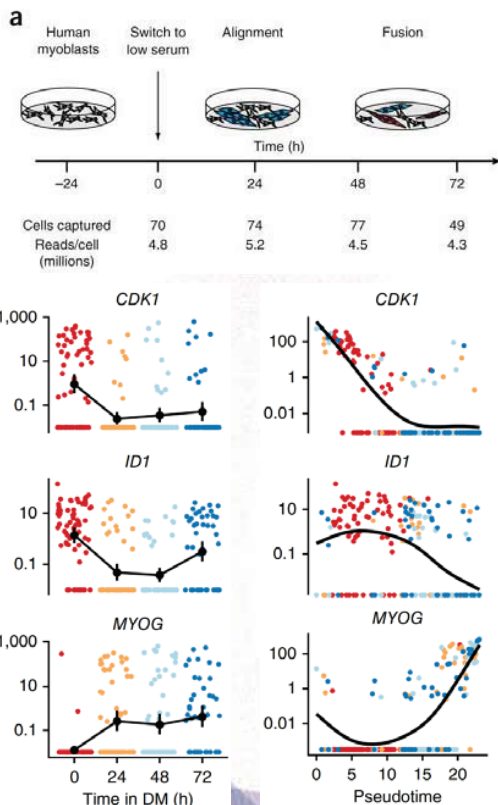 a
Human myoblasts
Switch to low serum
Alignment
Fusion
Time (h)
−24 0 24 48 72
Cells captured 70 74 77 49
Reads/cell (millions) 4.8 5.2 4.5 4.3
CDK1
1,000
10
0.1
CDK1
100
1
0.01
ID1
10
0.1
ID1
10
0.1
MYOG
1,000
10
0.1
0 24 48 72
Time in DM (h)
MYOG
100
1
0.01
0 5 10 15 20
Pseudotime